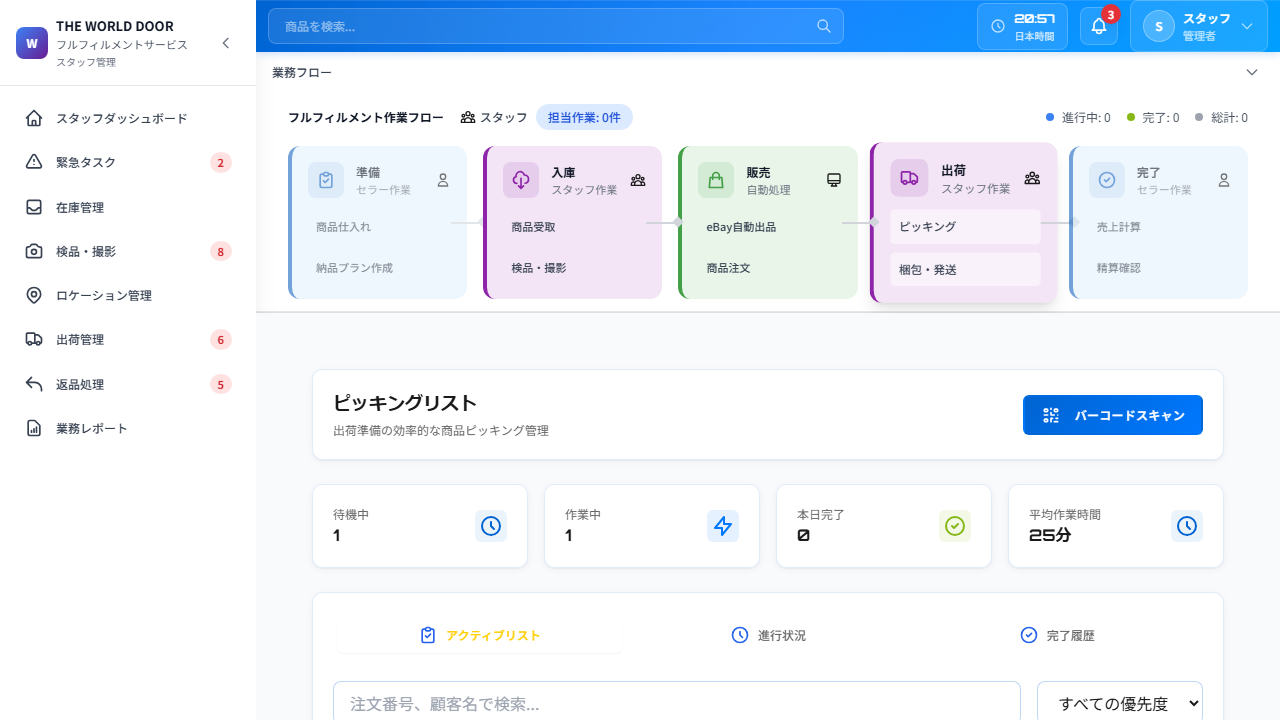 W
THE WORLD DOOR
フルフィルメントサービス
スタッフ管理
スタッフダッシュボード
緊急タスク
2
在庫管理
検品・撮影
8
ロケーション管理
出荷管理
6
返品処理
5
業務レポート
商品を検索...
20:57
日本時間
3
S
スタッフ
管理者
業務フロー
フルフィルメント作業フロー
スタッフ
担当作業: 0件
進行中: 0
完了: 0
総計: 0
準備
セラー作業
商品仕入れ
納品プラン作成
入庫
スタッフ作業
商品受取
検品・撮影
販売
自動処理
eBay自動出品
商品注文
出荷
スタッフ作業
ピッキング
梱包・発送
完了
セラー作業
売上計算
精算確認
ピッキングリスト
出荷準備の効率的な商品ピッキング管理
バーコードスキャン
待機中
1
作業中
1
本日完了
0
平均作業時間
25分
アクティブリスト
進行状況
完了履歴
注文番号、顧客名で検索...
すべての優先度